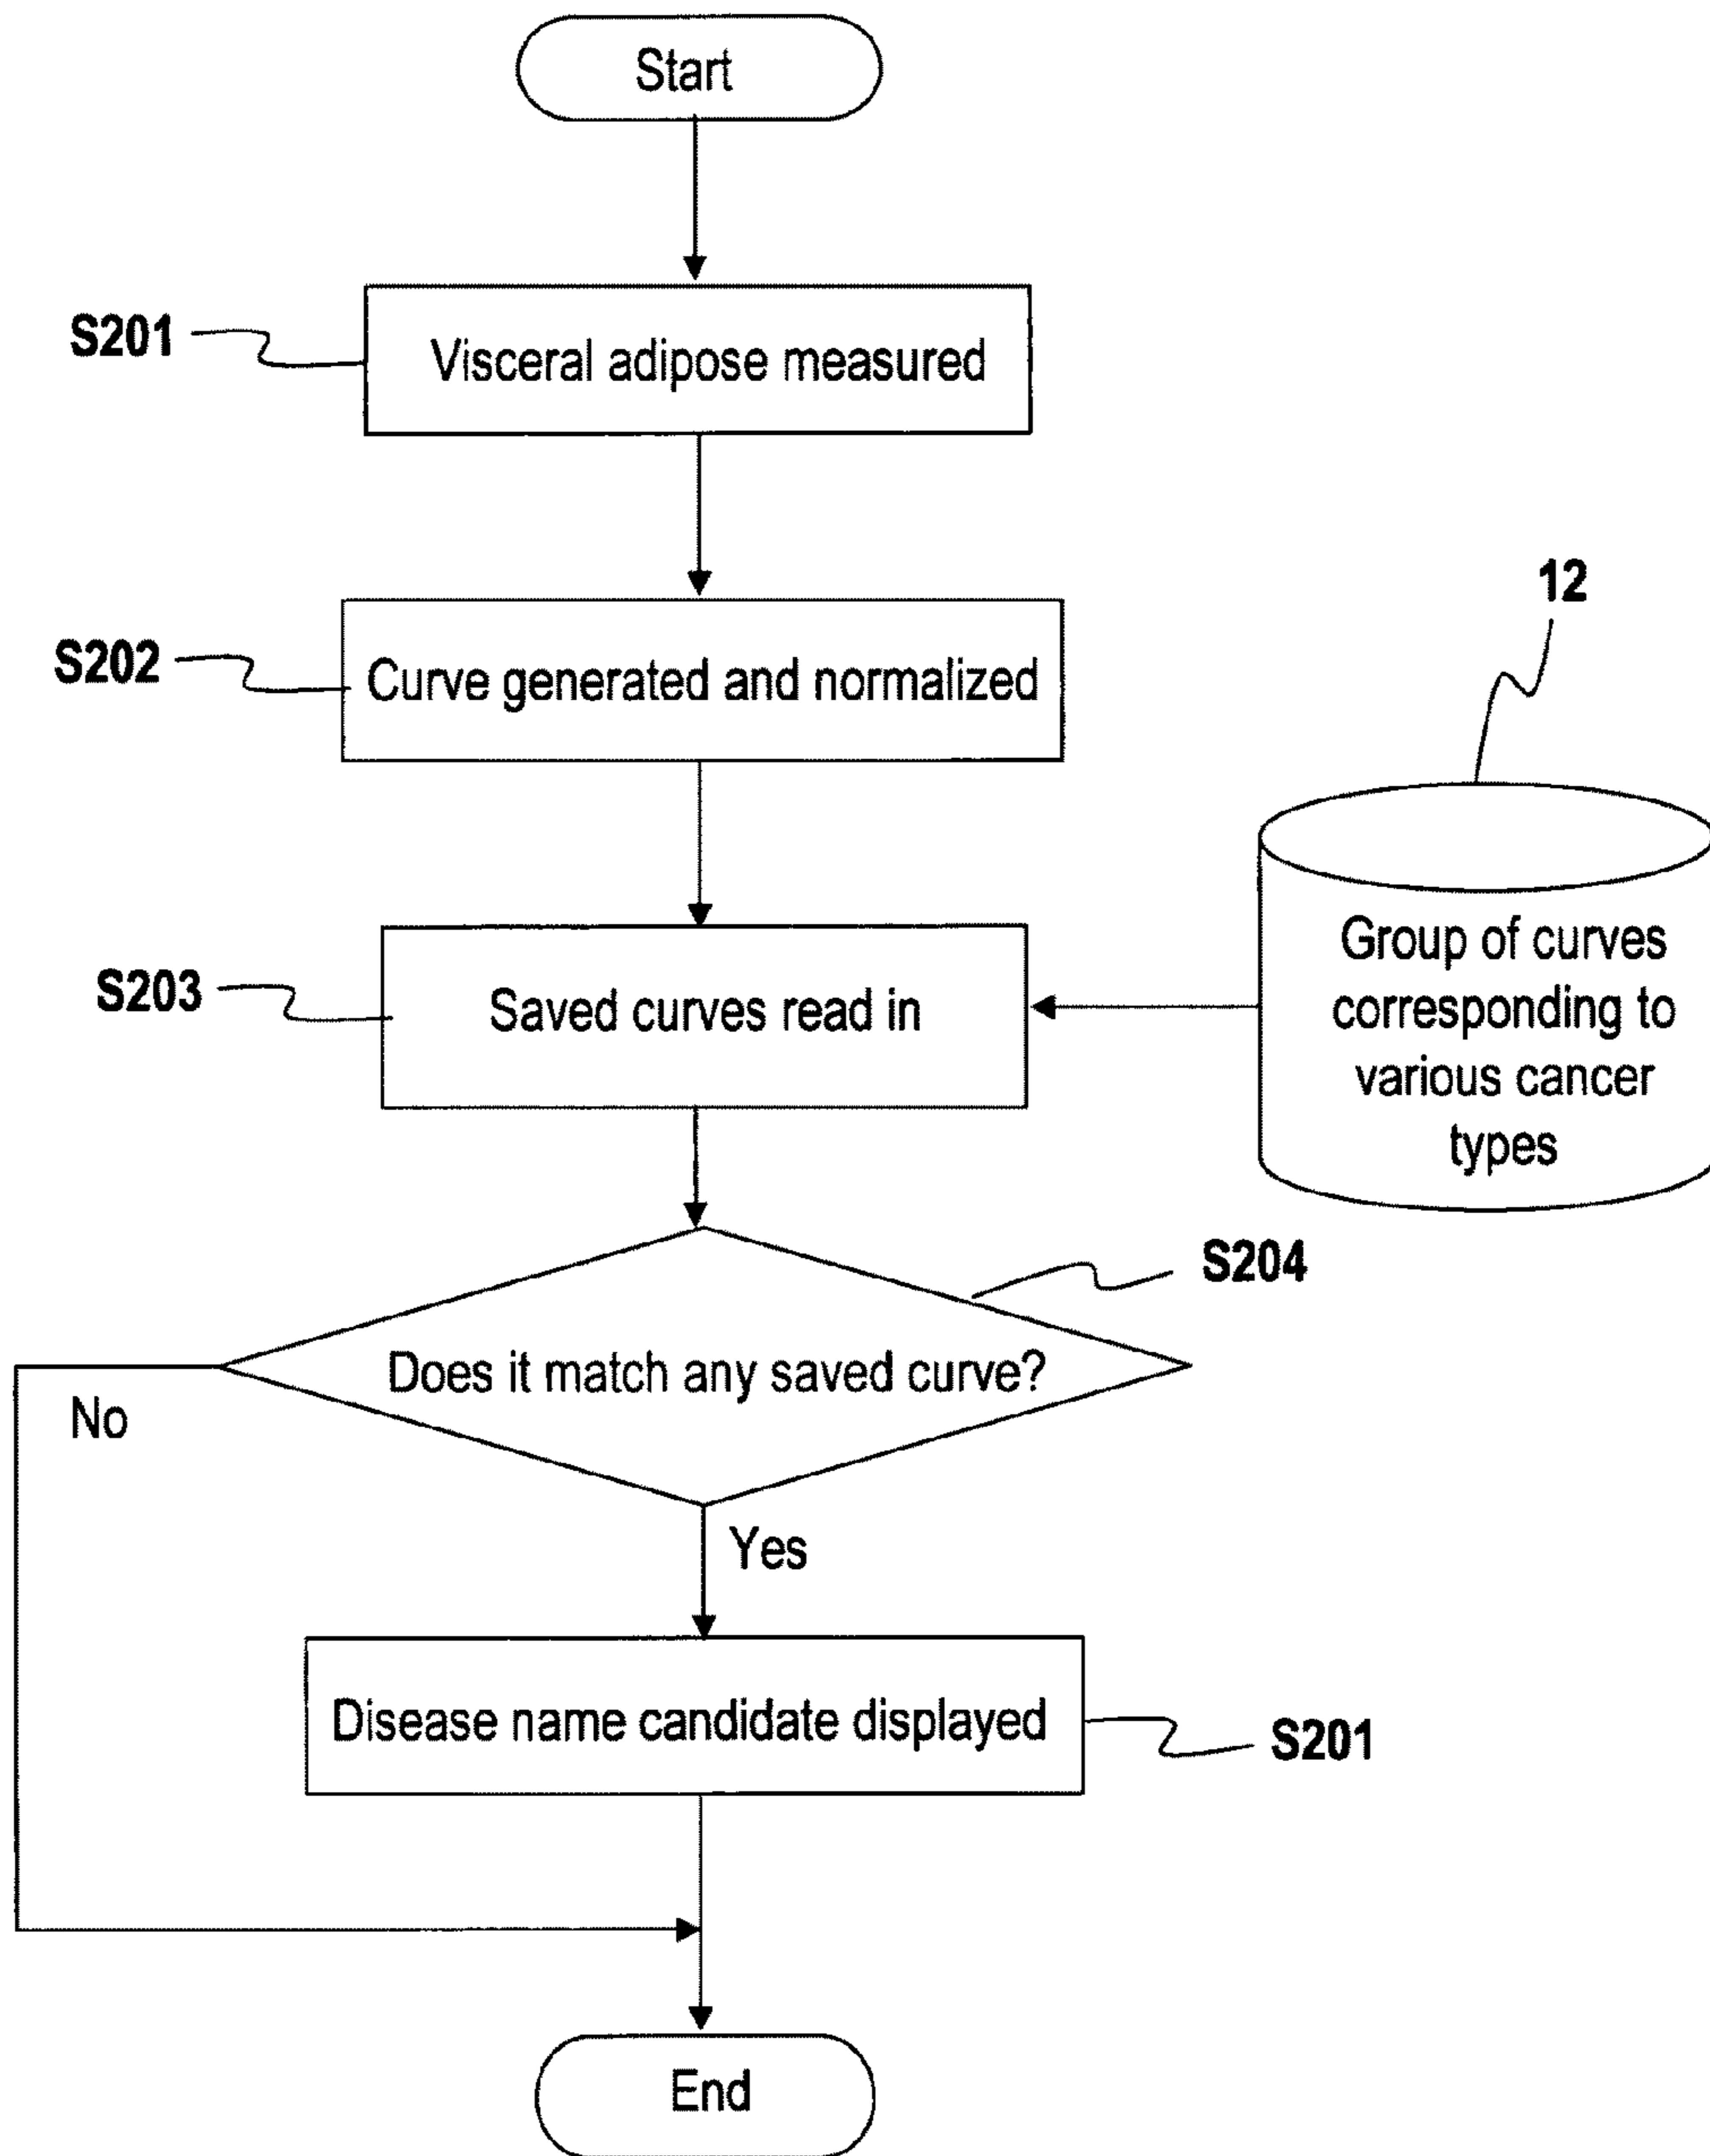 Start
S201
Visceral adipose measured
S202
Curve generated and normalized
12
Group of curves
corresponding to
various cancer
types
S203
Saved curves read in
S204
Does it match any saved curve?
No
Yes
Disease name candidate displayed
S201
End